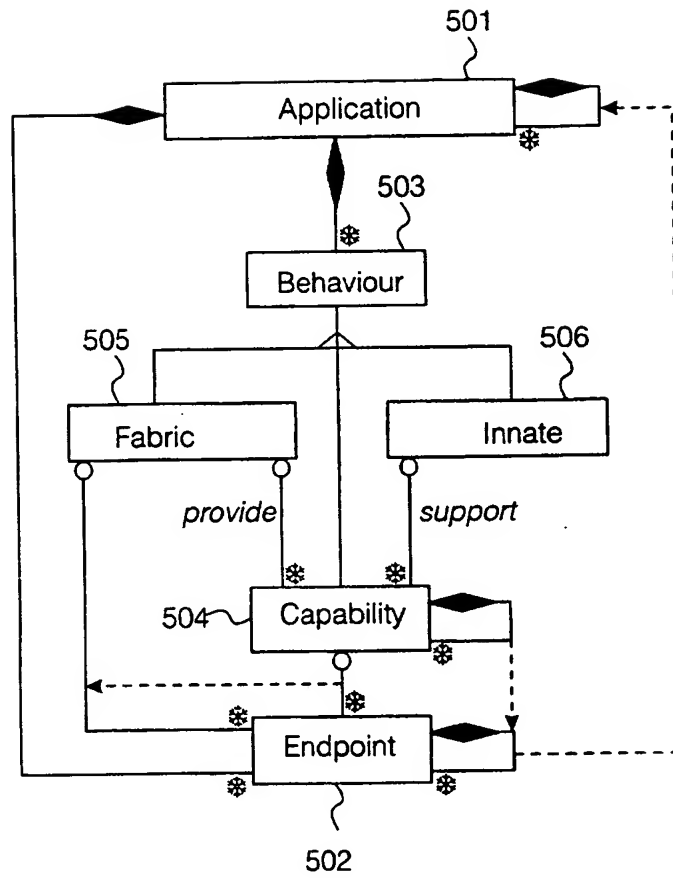 501
Application
503
Behaviour
505
506
Fabric
Innate
provide
support
504
Capability
Endpoint
502